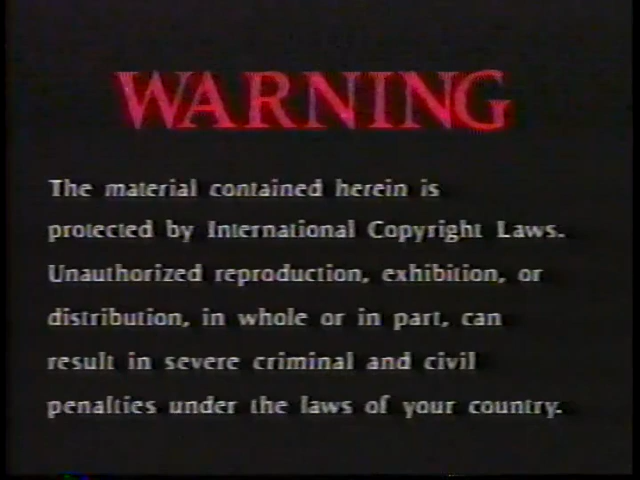 WARNING
The material contained herein is
protected by International Copyright Laws.
Unauthorized reproduction, exhibition, or
distribution, in whole or in part, can
result in severe criminal and civil
penalties under the laws of your country.